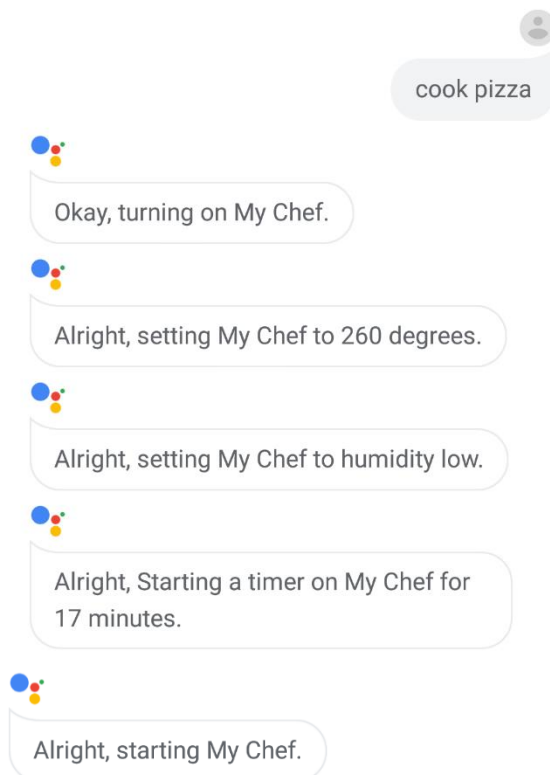 cook pizza
Okay, turning on My Chef.
Alright, setting My Chef to 260 degrees.
Alright, setting My Chef to humidity low.
Alright, Starting a timer on My Chef for
17 minutes.
Alright, starting My Chef.